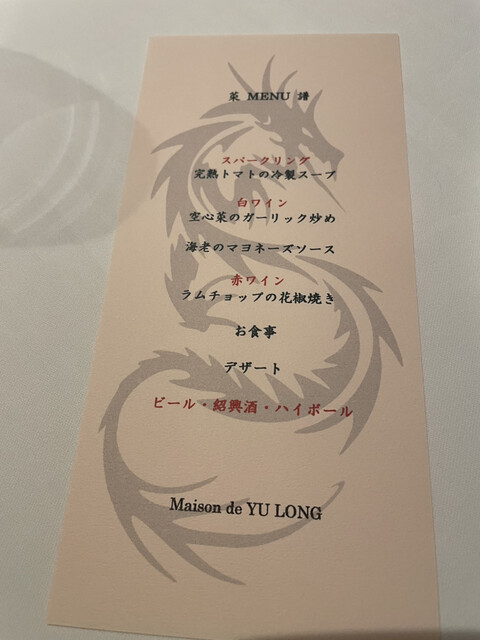 菜 MENU 譜
スパークリング
完熟トマトの冷製スープ
白ワイン
空心菜のガーリック炒め
海老のマヨネーズソース
赤ワイン
ラムチョップの花椒焼き
お食事
デザート
ビール・紹興酒・ハイボール
Maison de YU LONG